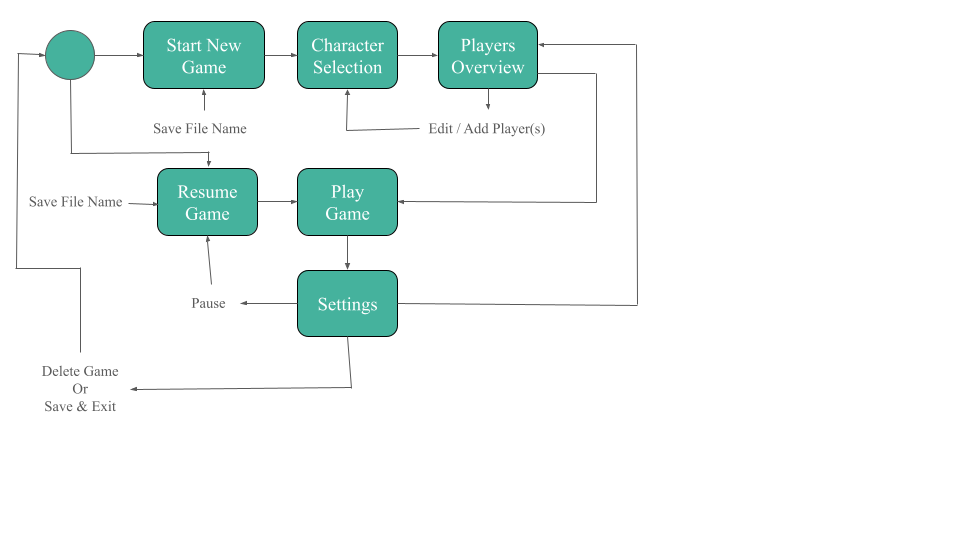 Start New
Game
Character
Selection
Players
Overview
Save File Name
Edit / Add Player(s)
Save File Name
Resume
Game
Play
Game
Pause
Settings
Delete Game
Or
Save & Exit